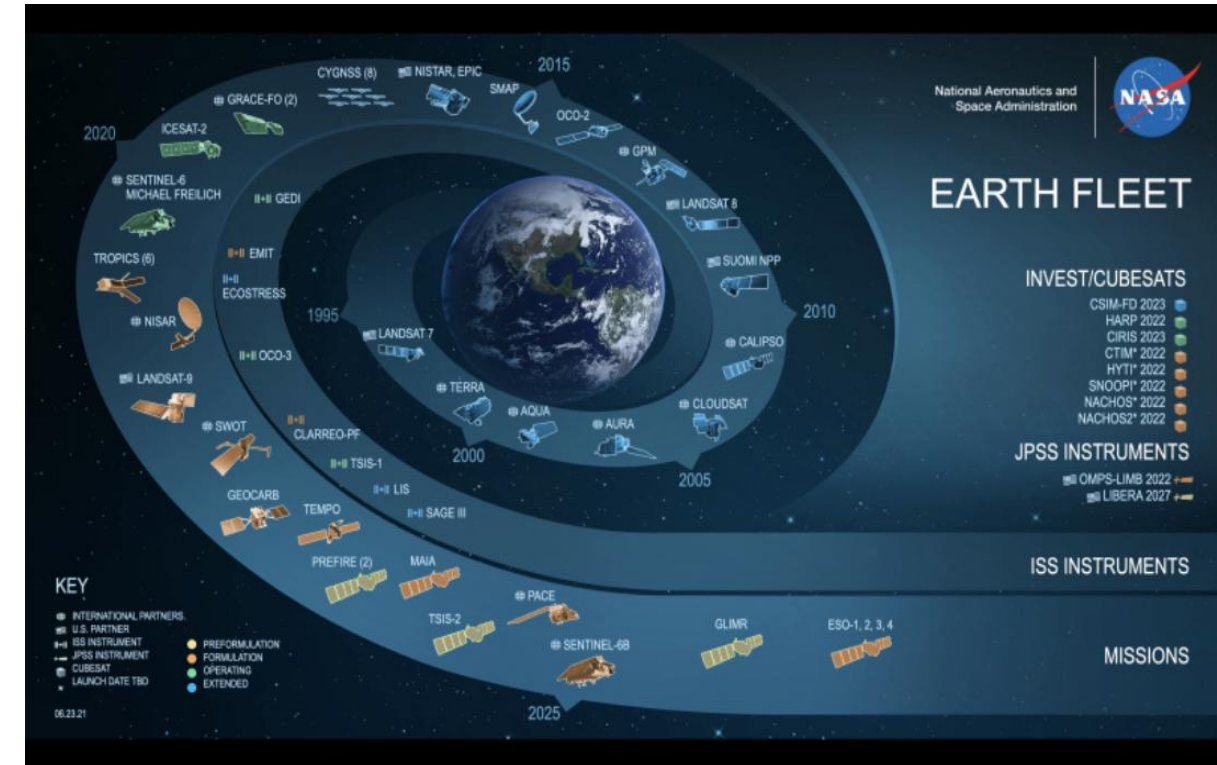 National Aeronautics and
Space Administration
NASA
EARTH FLEET
INVEST/CUBESATS
CSIM-FD 2023
HARP 2022
CIRIS 2023
CTIM* 2022
HYTI* 2022
SNOOPI* 2022
NACHOS* 2022
NACHOS2* 2022
JPSS INSTRUMENTS
OMPS-LIMB 2022
LIBERA 2027
ISS INSTRUMENTS
MISSIONS
1995
LANDSAT 7
TERRA
2000
AQUA
AURA
2005
CLOUDSAT
CALIPSO
2010
SUOMI NPP
LANDSAT 8
GPM
OCO-2
2015
SMAP
NISTAR, EPIC
CYGNSS (8)
GRACE-FO (2)
ICESAT-2
2020
SENTINEL-6
MICHAEL FREILICH
TROPICS (6)
NISAR
LANDSAT-9
SWOT
GEOCARB
TEMPO
PREFIRE (2)
MAIA
TSIS-2
PACE
SENTINEL-6B
2025
GLIMR
ESO-1, 2, 3, 4
GEDI
EMIT
ECOSTRESS
OCO-3
CLARREO-PF
TSIS-1
LIS
SAGE III
KEY
INTERNATIONAL PARTNERS
U.S. PARTNER
ISS INSTRUMENT
JPSS INSTRUMENT
CUBESAT
* LAUNCH DATE TBD
PREFORMULATION
FORMULATION
OPERATING
EXTENDED
06.23.21